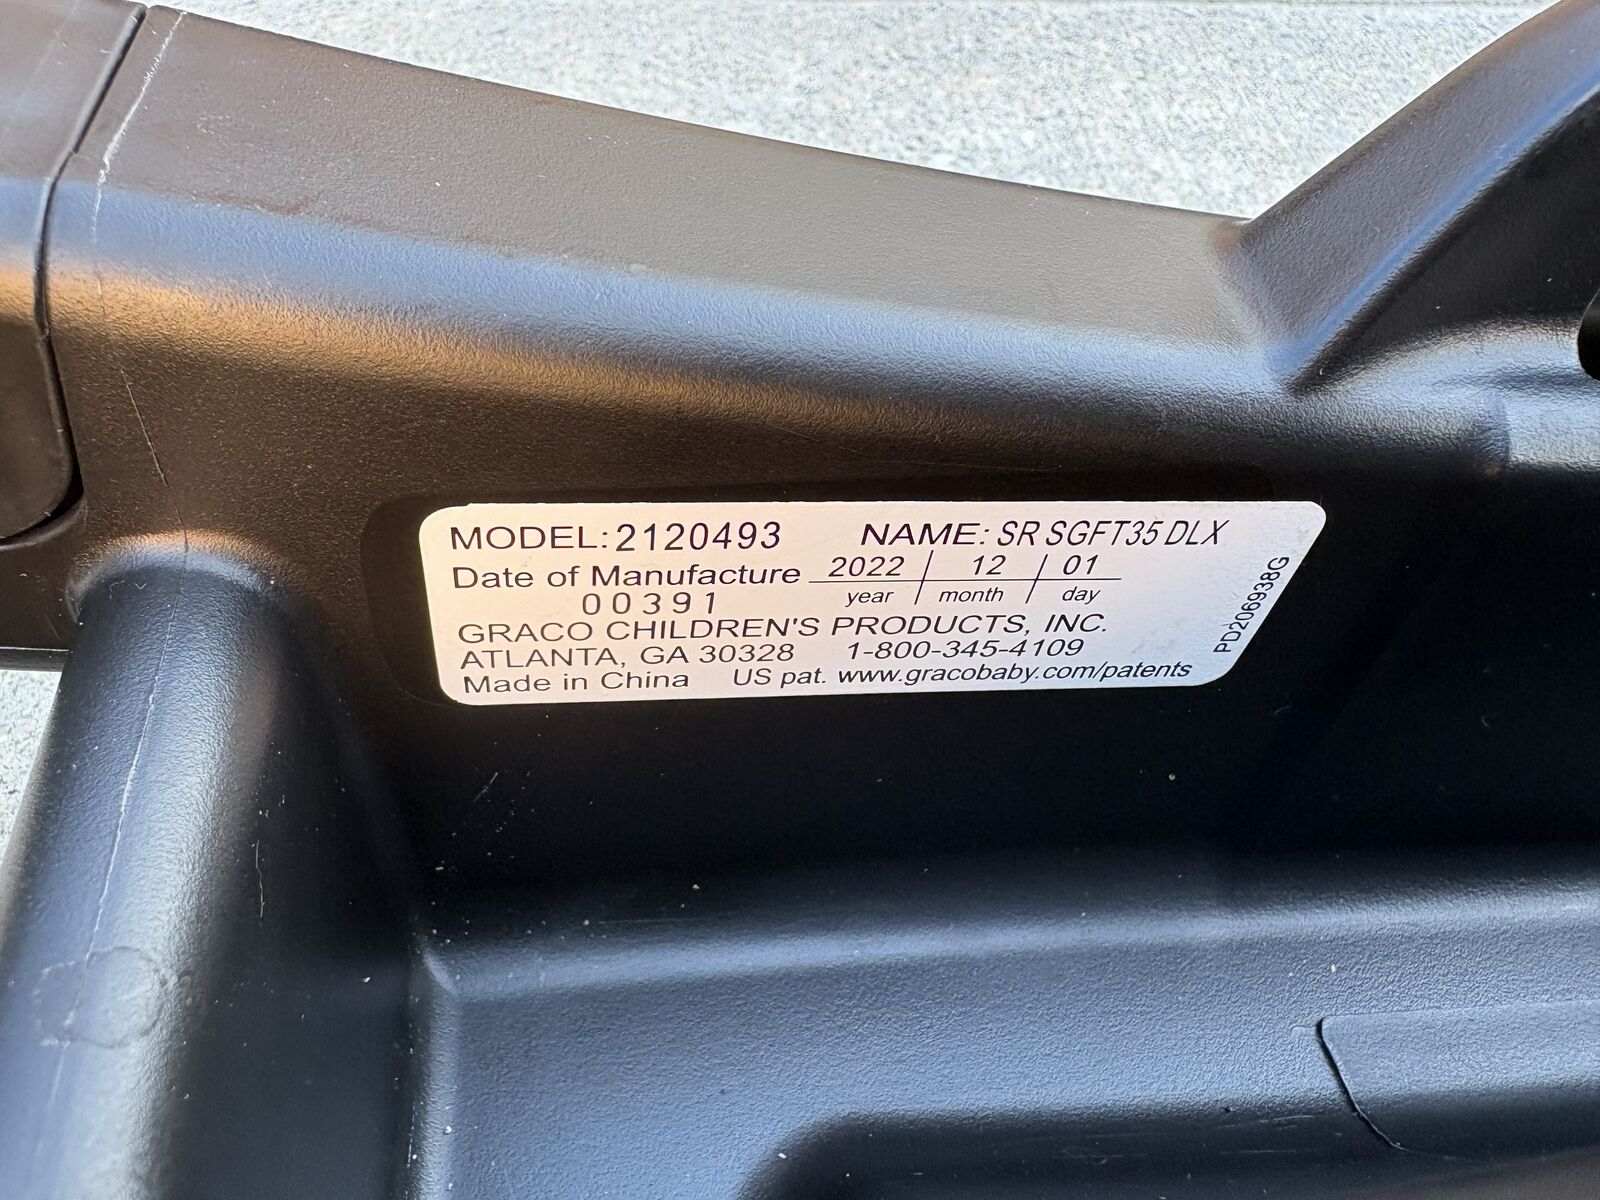 MODEL: 2120493 NAME: SR SGFT35 DLX
Date of Manufacture 2022 / 12 / 01
00391 year / month / day
GRACO CHILDREN'S PRODUCTS, INC.
ATLANTA, GA 30328 1-800-345-4109
Made in China US pat. www.gracobaby.com/patents
PD206938G